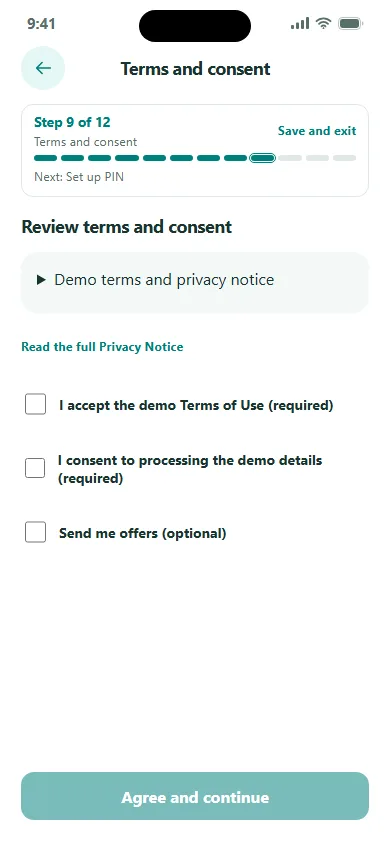 9:41
Terms and consent
Step 9 of 12
Save and exit
Terms and consent
Next: Set up PIN
Review terms and consent
Demo terms and privacy notice
Read the full Privacy Notice
I accept the demo Terms of Use (required)
I consent to processing the demo details
(required)
Send me offers (optional)
Agree and continue